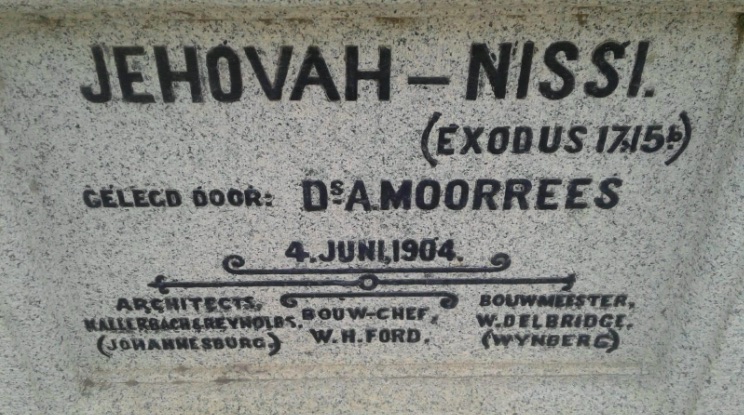 JEHOVAH – NISSI.
(EXODUS 17:15b)
GELEGD DOOR: Ds A. MOORREES
4. JUNI, 1904.
ARCHITECTS,
KALLENBACH & REYNOLDS.
(JOHANNESBURG)
BOUW-CHEF,
W.H. FORD.
BOUWMEESTER,
W. DELBRIDGE.
(WYNBERG)